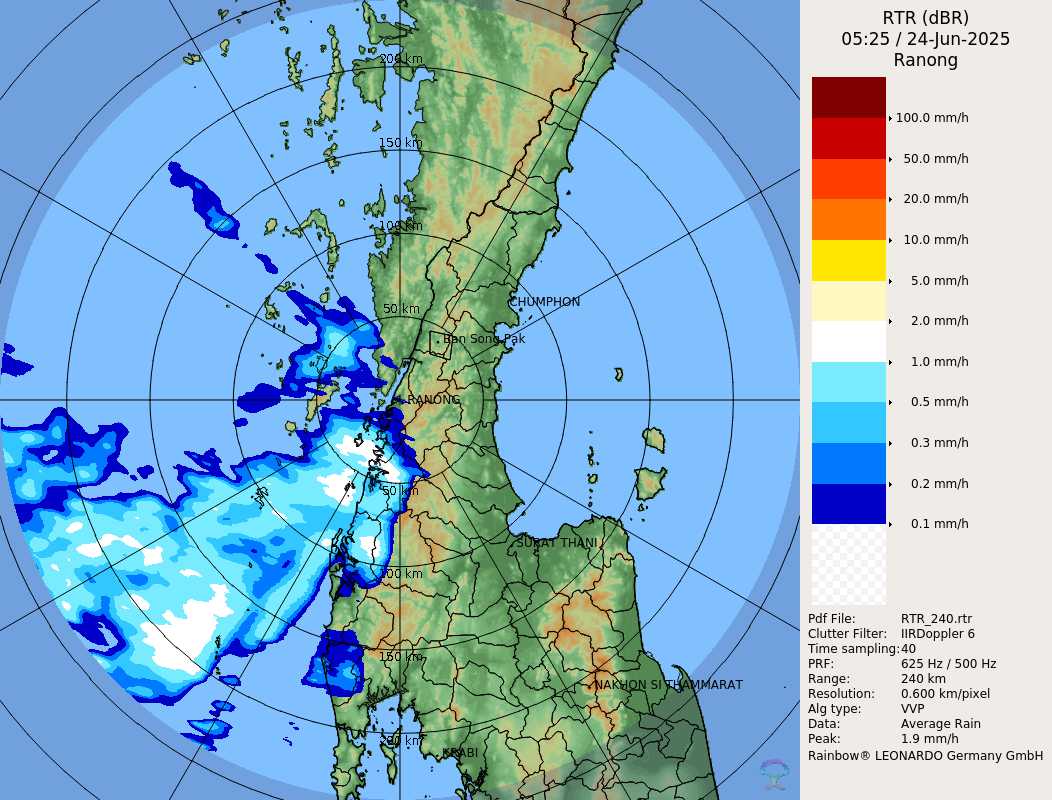 RTR (dBR)
05:25 / 24-Jun-2025
Ranong
100.0 mm/h
50.0 mm/h
20.0 mm/h
10.0 mm/h
5.0 mm/h
2.0 mm/h
1.0 mm/h
0.5 mm/h
0.3 mm/h
0.2 mm/h
0.1 mm/h
Pdf File: RTR_240.rtr
Clutter Filter: IIRDoppler 6
Time sampling: 40
PRF: 625 Hz / 500 Hz
Range: 240 km
Resolution: 0.600 km/pixel
Alg type: VVP
Data: Average Rain
Peak: 1.9 mm/h
Rainbow® LEONARDO Germany GmbH
200 km
150 km
100 km
50 km
CHUMPHON
Ban Song Pak
RANONG
50 km
SURAT THANI
100 km
150 km
NAKHON SI THAMMARAT
200 km
KRABI